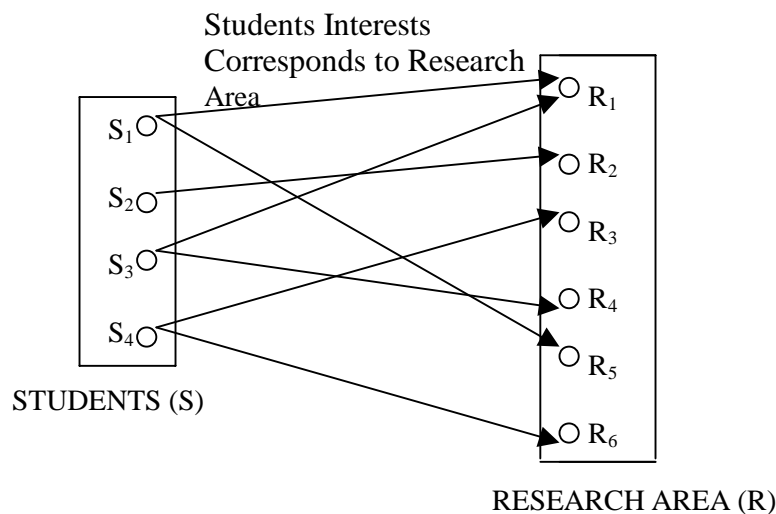 Students Interests
Corresponds to Research
Area
S1
S2
S3
S4
STUDENTS (S)
R1
R2
R3
R4
R5
R6
RESEARCH AREA (R)